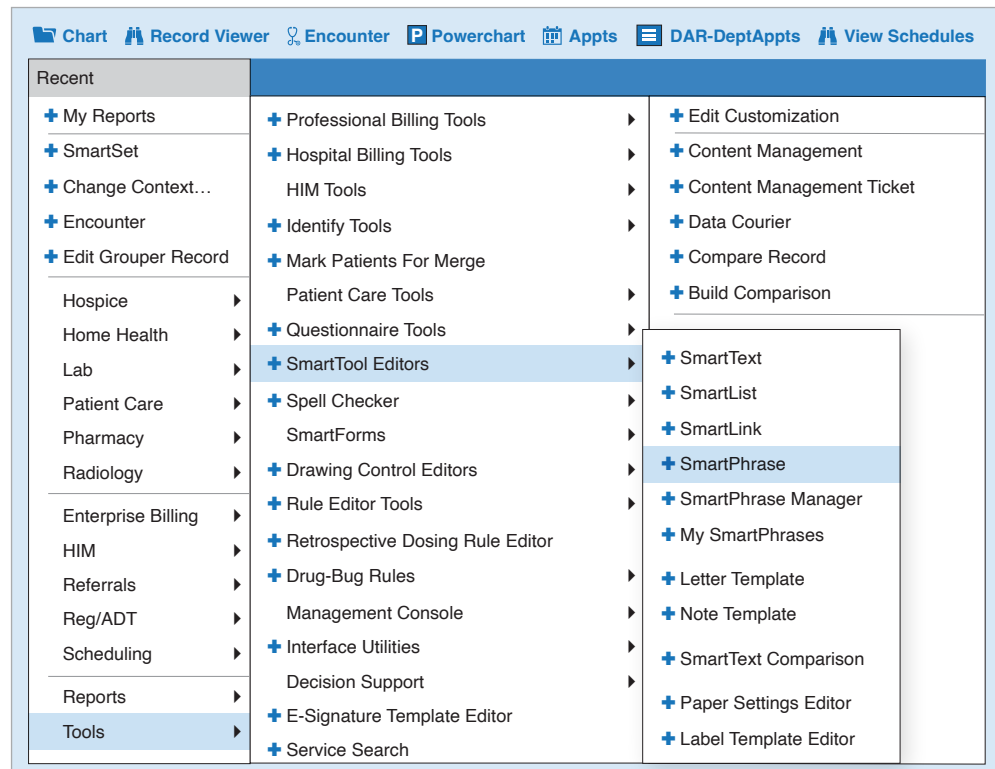 Chart Record Viewer Encounter P Powerchart Appts DAR-DeptAppts View Schedules
Recent
My Reports
SmartSet
Change Context...
Encounter
Edit Grouper Record
Hospice
Home Health
Lab
Patient Care
Pharmacy
Radiology
Enterprise Billing
HIM
Referrals
Reg/ADT
Scheduling
Reports
Tools
Professional Billing Tools
Hospital Billing Tools
HIM Tools
Identify Tools
Mark Patients For Merge
Patient Care Tools
Questionnaire Tools
SmartTool Editors
Spell Checker
SmartForms
Drawing Control Editors
Rule Editor Tools
Retrospective Dosing Rule Editor
Drug-Bug Rules
Management Console
Interface Utilities
Decision Support
E-Signature Template Editor
Service Search
Edit Customization
Content Management
Content Management Ticket
Data Courier
Compare Record
Build Comparison
SmartText
SmartList
SmartLink
SmartPhrase
SmartPhrase Manager
My SmartPhrases
Letter Template
Note Template
SmartText Comparison
Paper Settings Editor
Label Template Editor